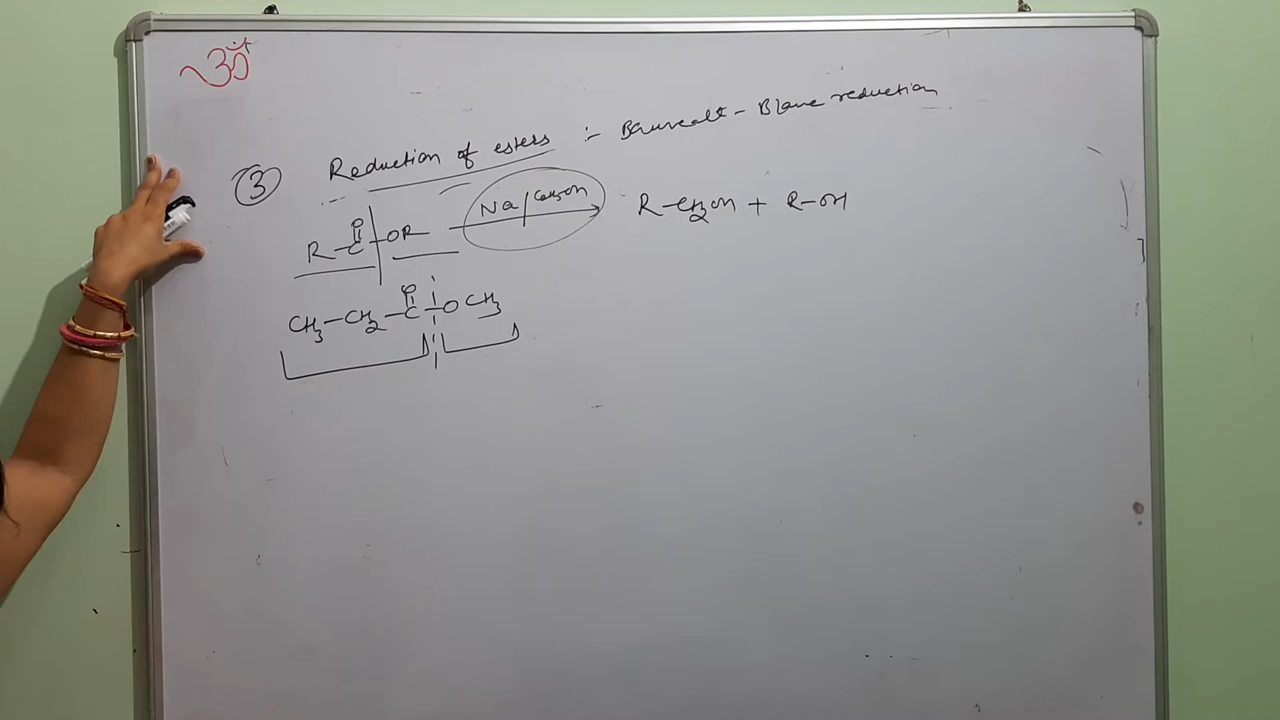 ॐ
③ Reduction of esters :- Bouveault - Blanc reduction
R-C(=O)-OR Na/C₂H₅OH → R-CH₂OH + R-OH
CH₃-CH₂-C(=O)-OCH₃